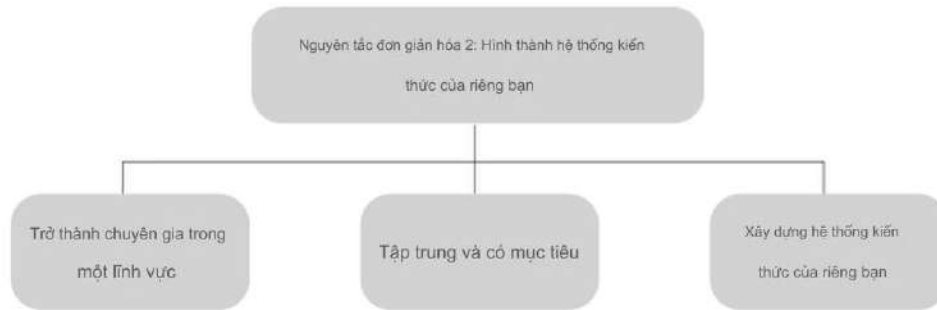 Nguyên tắc đơn giản hóa 2: Hình thành hệ thống kiến
thức của riêng bạn
Trở thành chuyên gia trong
một lĩnh vực
Tập trung và có mục tiêu
Xây dựng hệ thống kiến
thức của riêng bạn